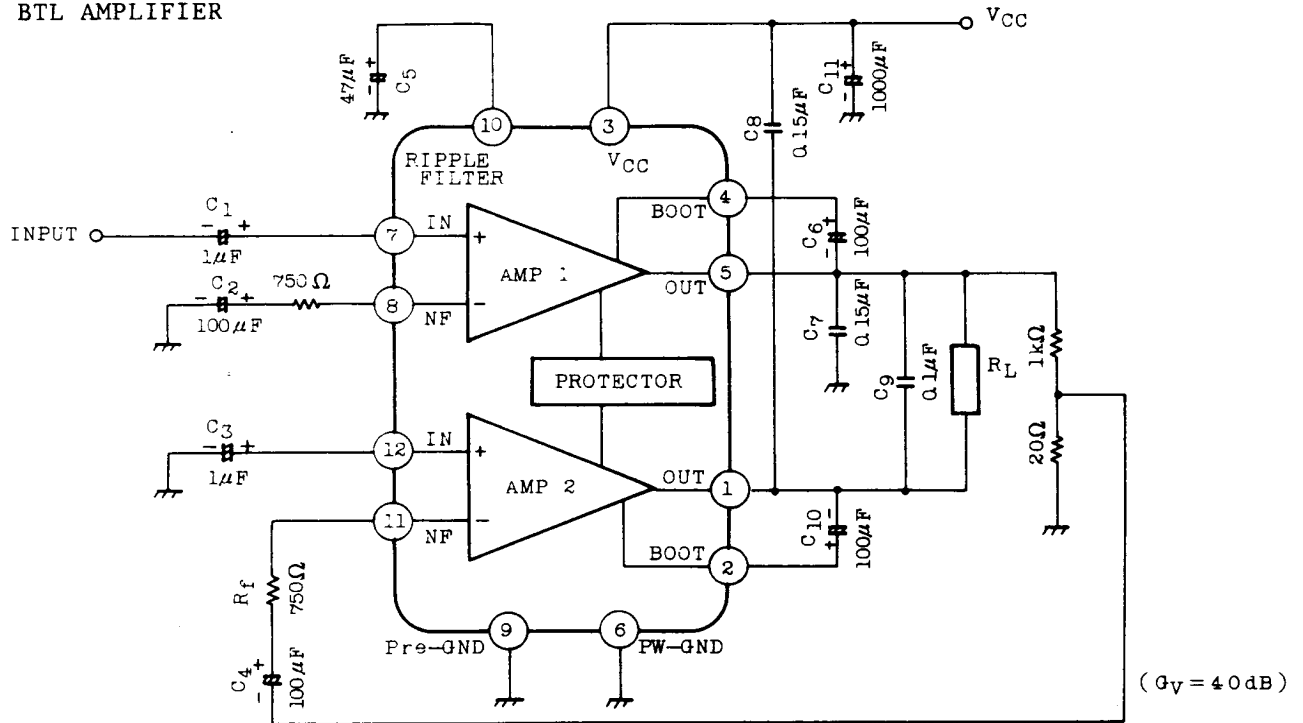 BTL AMPLIFIER
VCC
47μF
+
-
C5
C11
+
-
1000μF
C8
0.15μF
10
3
RIPPLE
FILTER
VCC
4
BOOT
C6
+
-
100μF
INPUT
C1
- +
1μF
7
IN
+
AMP 1
5
OUT
C2
- +
100μF
750Ω
8
NF
-
C7
0.15μF
PROTECTOR
C9
0.1μF
RL
1kΩ
20Ω
C3
- +
1μF
12
IN
+
AMP 2
OUT
1
11
NF
-
BOOT
2
C10
-
+
100μF
Rf
750Ω
C4
+
-
100μF
Pre-GND
9
6
PW-GND
(GV=40dB)